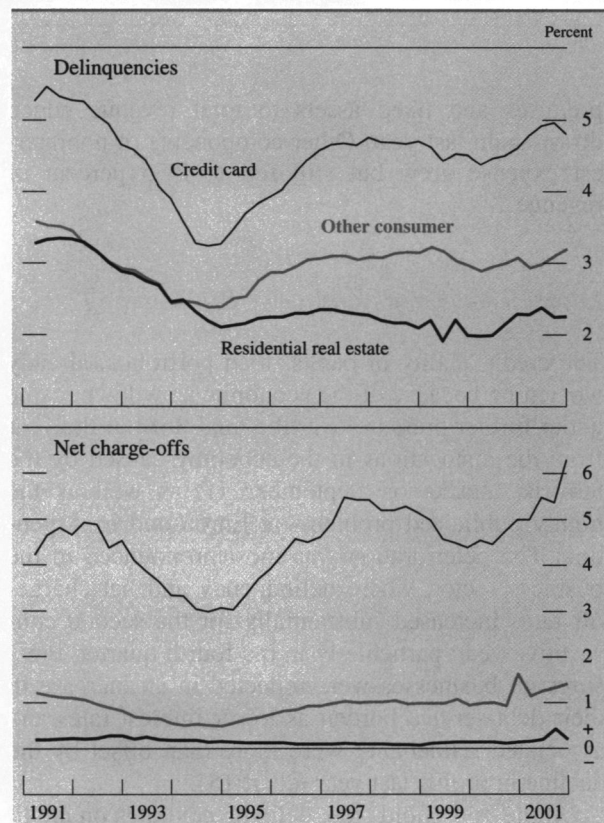 Percent
Delinquencies
5
Credit card
4
Other consumer
3
Residential real estate
2
Net charge-offs
6
5
4
3
2
1
+
0
–
1991 1993 1995 1997 1999 2001